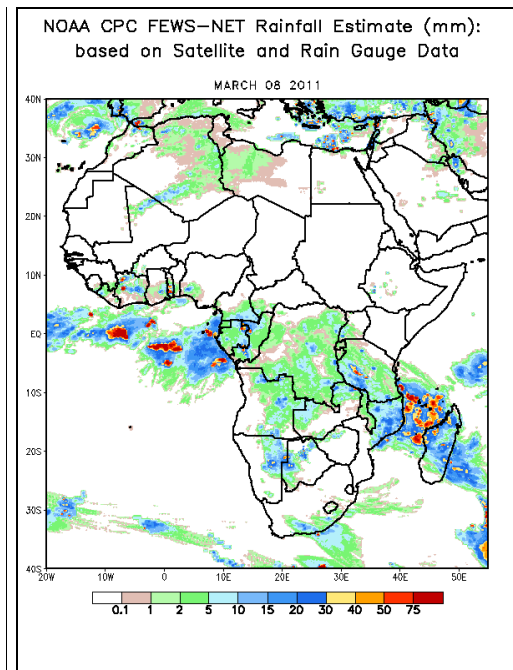 NOAA CPC FEWS-NET Rainfall Estimate (mm):
based on Satellite and Rain Gauge Data
MARCH 08 2011
40N
30N
20N
10N
EQ
10S
20S
30S
40S
20W 10W 0 10E 20E 30E 40E 50E
0.1 1 2 5 10 15 20 30 40 50 75